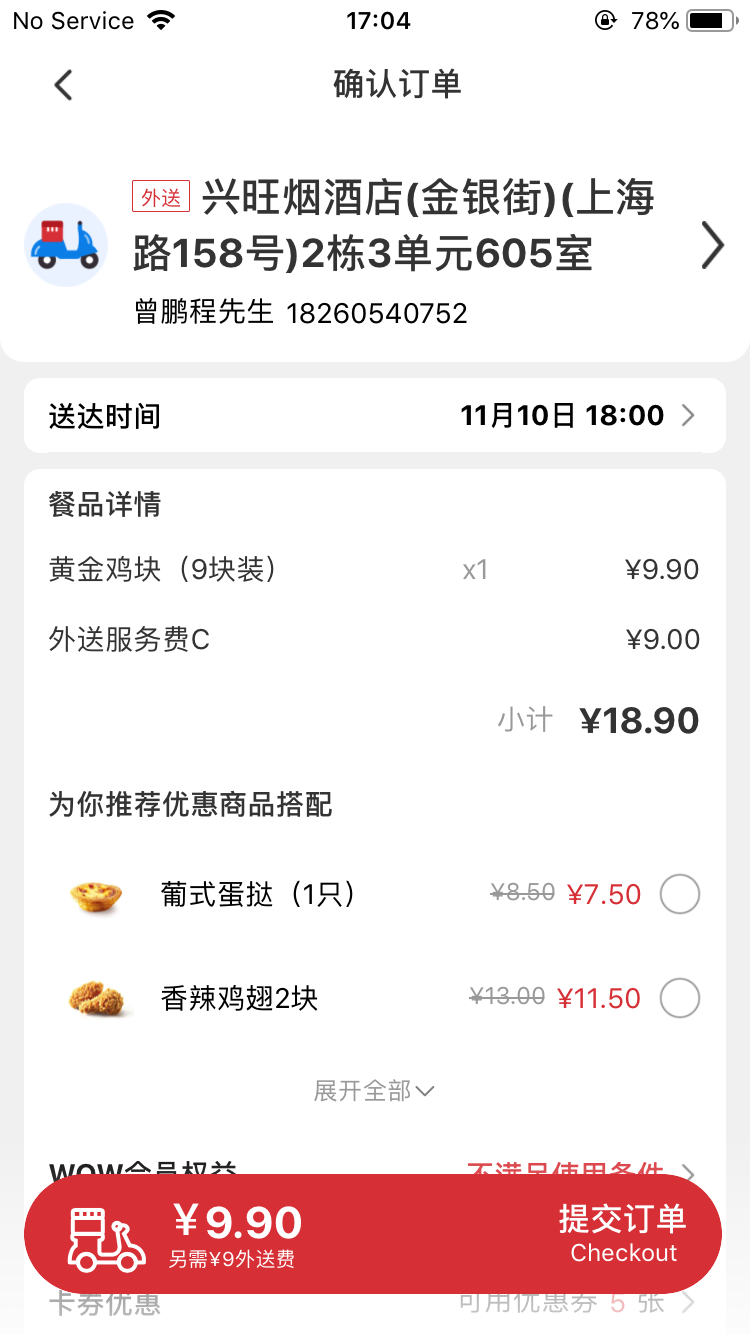 No Service 17:04 78%
确认订单
外送 兴旺烟酒店(金银街)(上海
路158号)2栋3单元605室
曾鹏程先生 18260540752
送达时间 11月10日 18:00
餐品详情
黄金鸡块（9块装） x1 ¥9.90
外送服务费C ¥9.00
小计 ¥18.90
为你推荐优惠商品搭配
葡式蛋挞（1只） ¥8.50 ¥7.50
香辣鸡翅2块 ¥13.00 ¥11.50
展开全部
WOW会员权益 不满足使用条件
¥9.90 提交订单
另需¥9外送费 Checkout
卡券优惠 可用优惠券 5 张